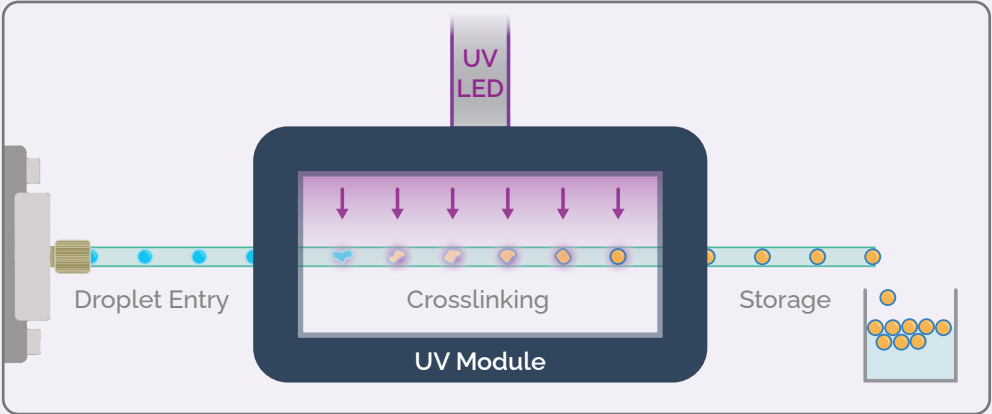 UV
LED
Droplet Entry
Crosslinking
Storage
UV Module